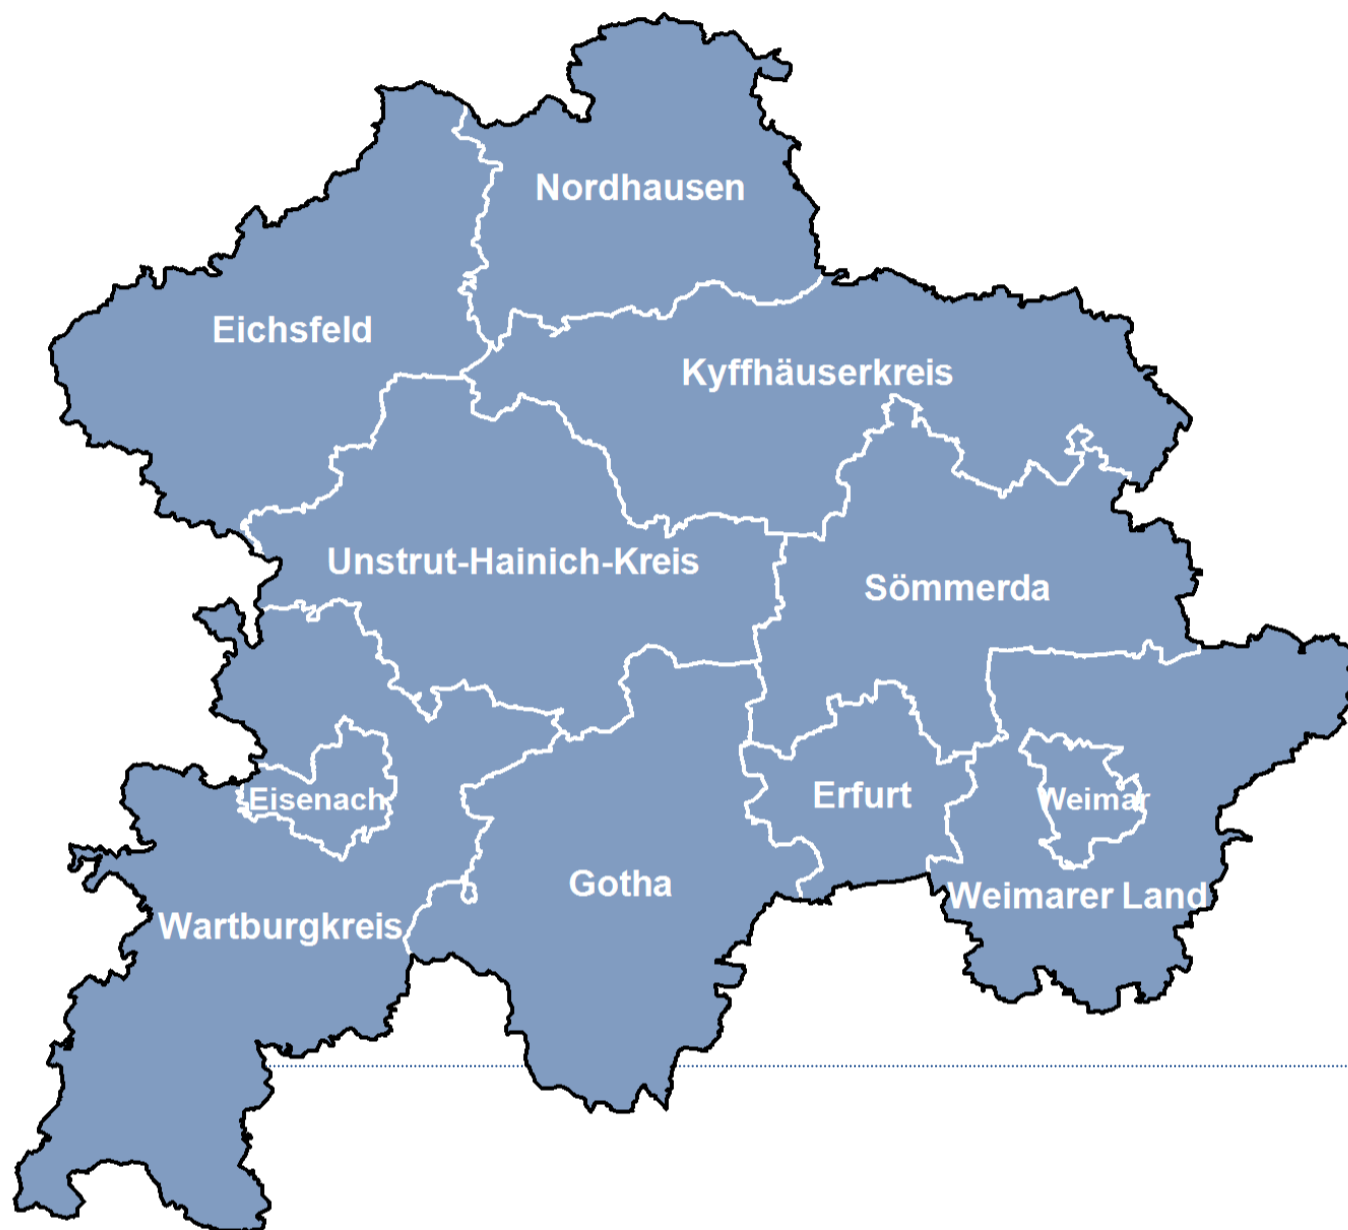 Nordhausen
Eichsfeld
Kyffhäuserkreis
Unstrut-Hainich-Kreis
Sömmerda
Eisenach
Erfurt
Weimar
Gotha
Weimarer Land
Wartburgkreis